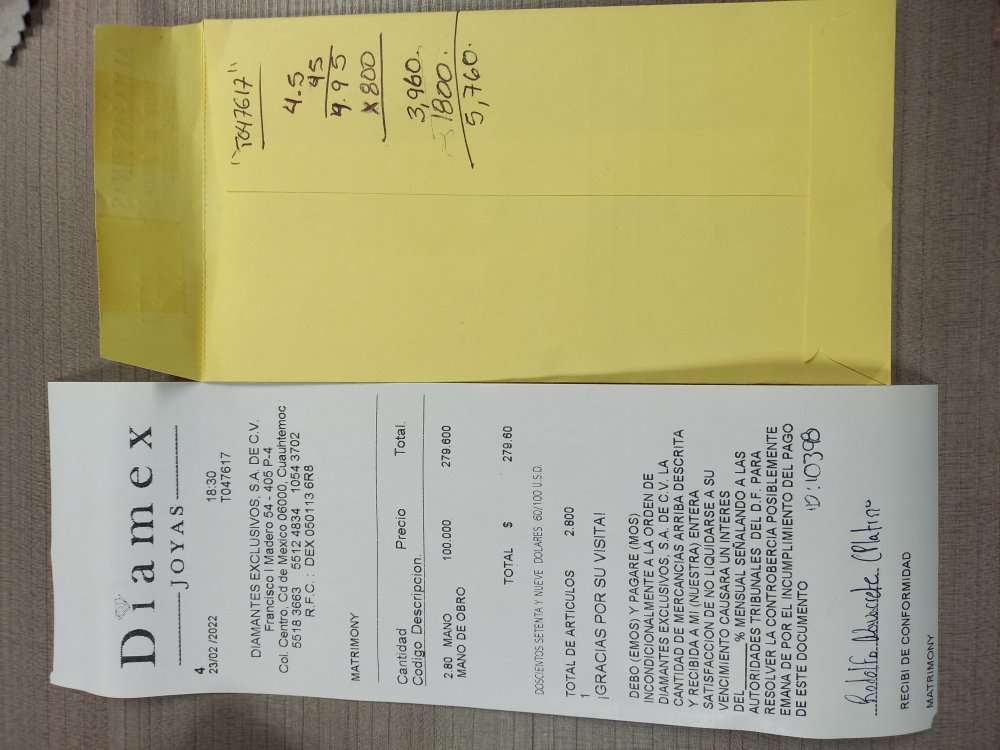 Diamex
JOYAS
4
23/02 /2022 18:30
T047617
DIAMANTES EXCLUSIVOS, S.A. DE C.V.
Francisco I Madero 54 - 405 P-4
Col. Centro, Cd de Mexico 06000, Cuauhtemoc
5518 3663 5512 4834 1054 3702
R.F.C. : DEX 050113 6R8
MATRIMONY
Cantidad Precio Total.
Codigo. Descripcion.
2.80 MANO 100.000 279.600
MANO DE OBRO
TOTAL $ 279.60
DOSCIENTOS SETENTA Y NUEVE DOLARES 60/100 U.S.D.
TOTAL DE ARTICULOS 2.800
1
¡GRACIAS POR SU VISITA!
DEBO (EMOS) Y PAGARE (MOS)
INCONDICIONALMENTE A LA ORDEN DE
DIAMANTES EXCLUSIVOS, S.A. DE C.V. LA
CANTIDAD DE MERCANCIAS ARRIBA DESCRITA
Y RECIBIDA A MI (NUESTRA) ENTERA
SATISFACCION DE NO LIQUIDARSE A SU
VENCIMIENTO CAUSARA UN INTERES
DEL ____ % MENSUAL SEÑALANDO A LAS
AUTORIDADES TRIBUNALES DEL D.F. PARA
RESOLVER LA CONTROBERCIA POSIBLEMENTE
EMANA DE POR EL INCUMPLIMIENTO DEL PAGO
DE ESTE DOCUMENTO
ID:10398
Rodolfo
RECIBI DE CONFORMIDAD
MATRIMONY
"T047617"
4.5
45
4.95
x800
3,960.
1800.
5,760.